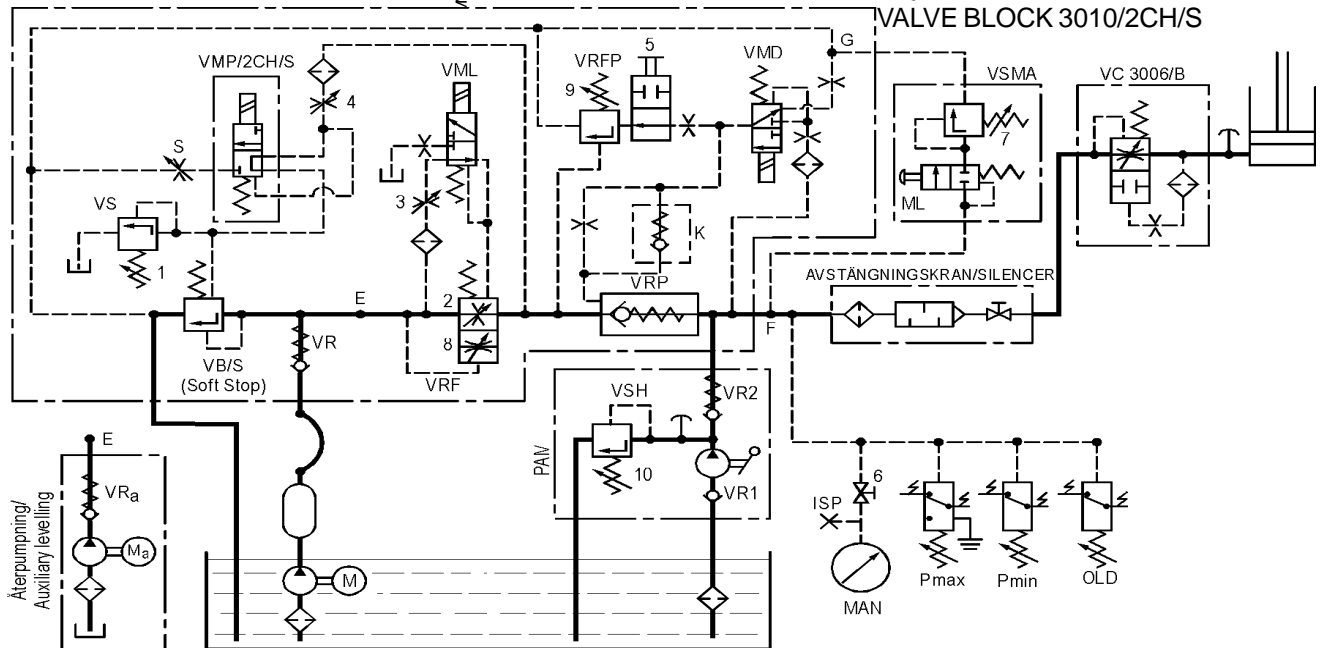 VALVE BLOCK 3010/2CH/S
VMP/2CH/S
4
VML
VRFP
9
5
VMD
G
VSMA
VC 3006/B
S
7
ML
VS
1
3
K
AVSTÄNGNINGSKRAN/SILENCER
VRP
E
2
8
F
VR
VB/S
(Soft Stop)
VRF
VSH
VR2
PAM
10
VR1
E
VRa
Ma
Återpumpning/
Auxiliary levelling
M
6
ISP
MAN
Pmax
Pmin
OLD